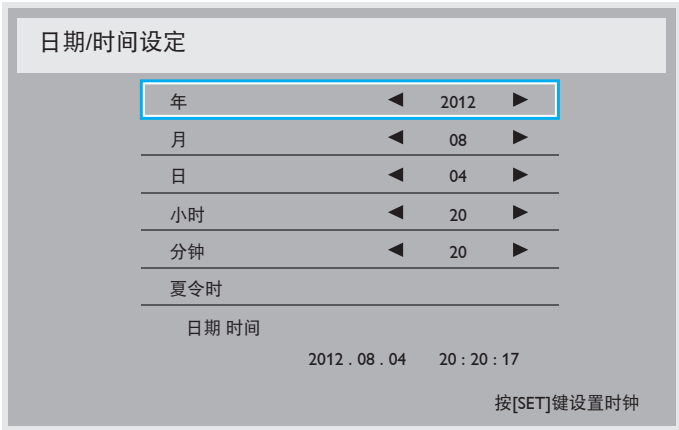 日期/时间设定
年 ◀ 2012 ▶
月 ◀ 08 ▶
日 ◀ 04 ▶
小时 ◀ 20 ▶
分钟 ◀ 20 ▶
夏令时
日期 时间
2012 . 08 . 04 20 : 20 : 17
按[SET]键设置时钟